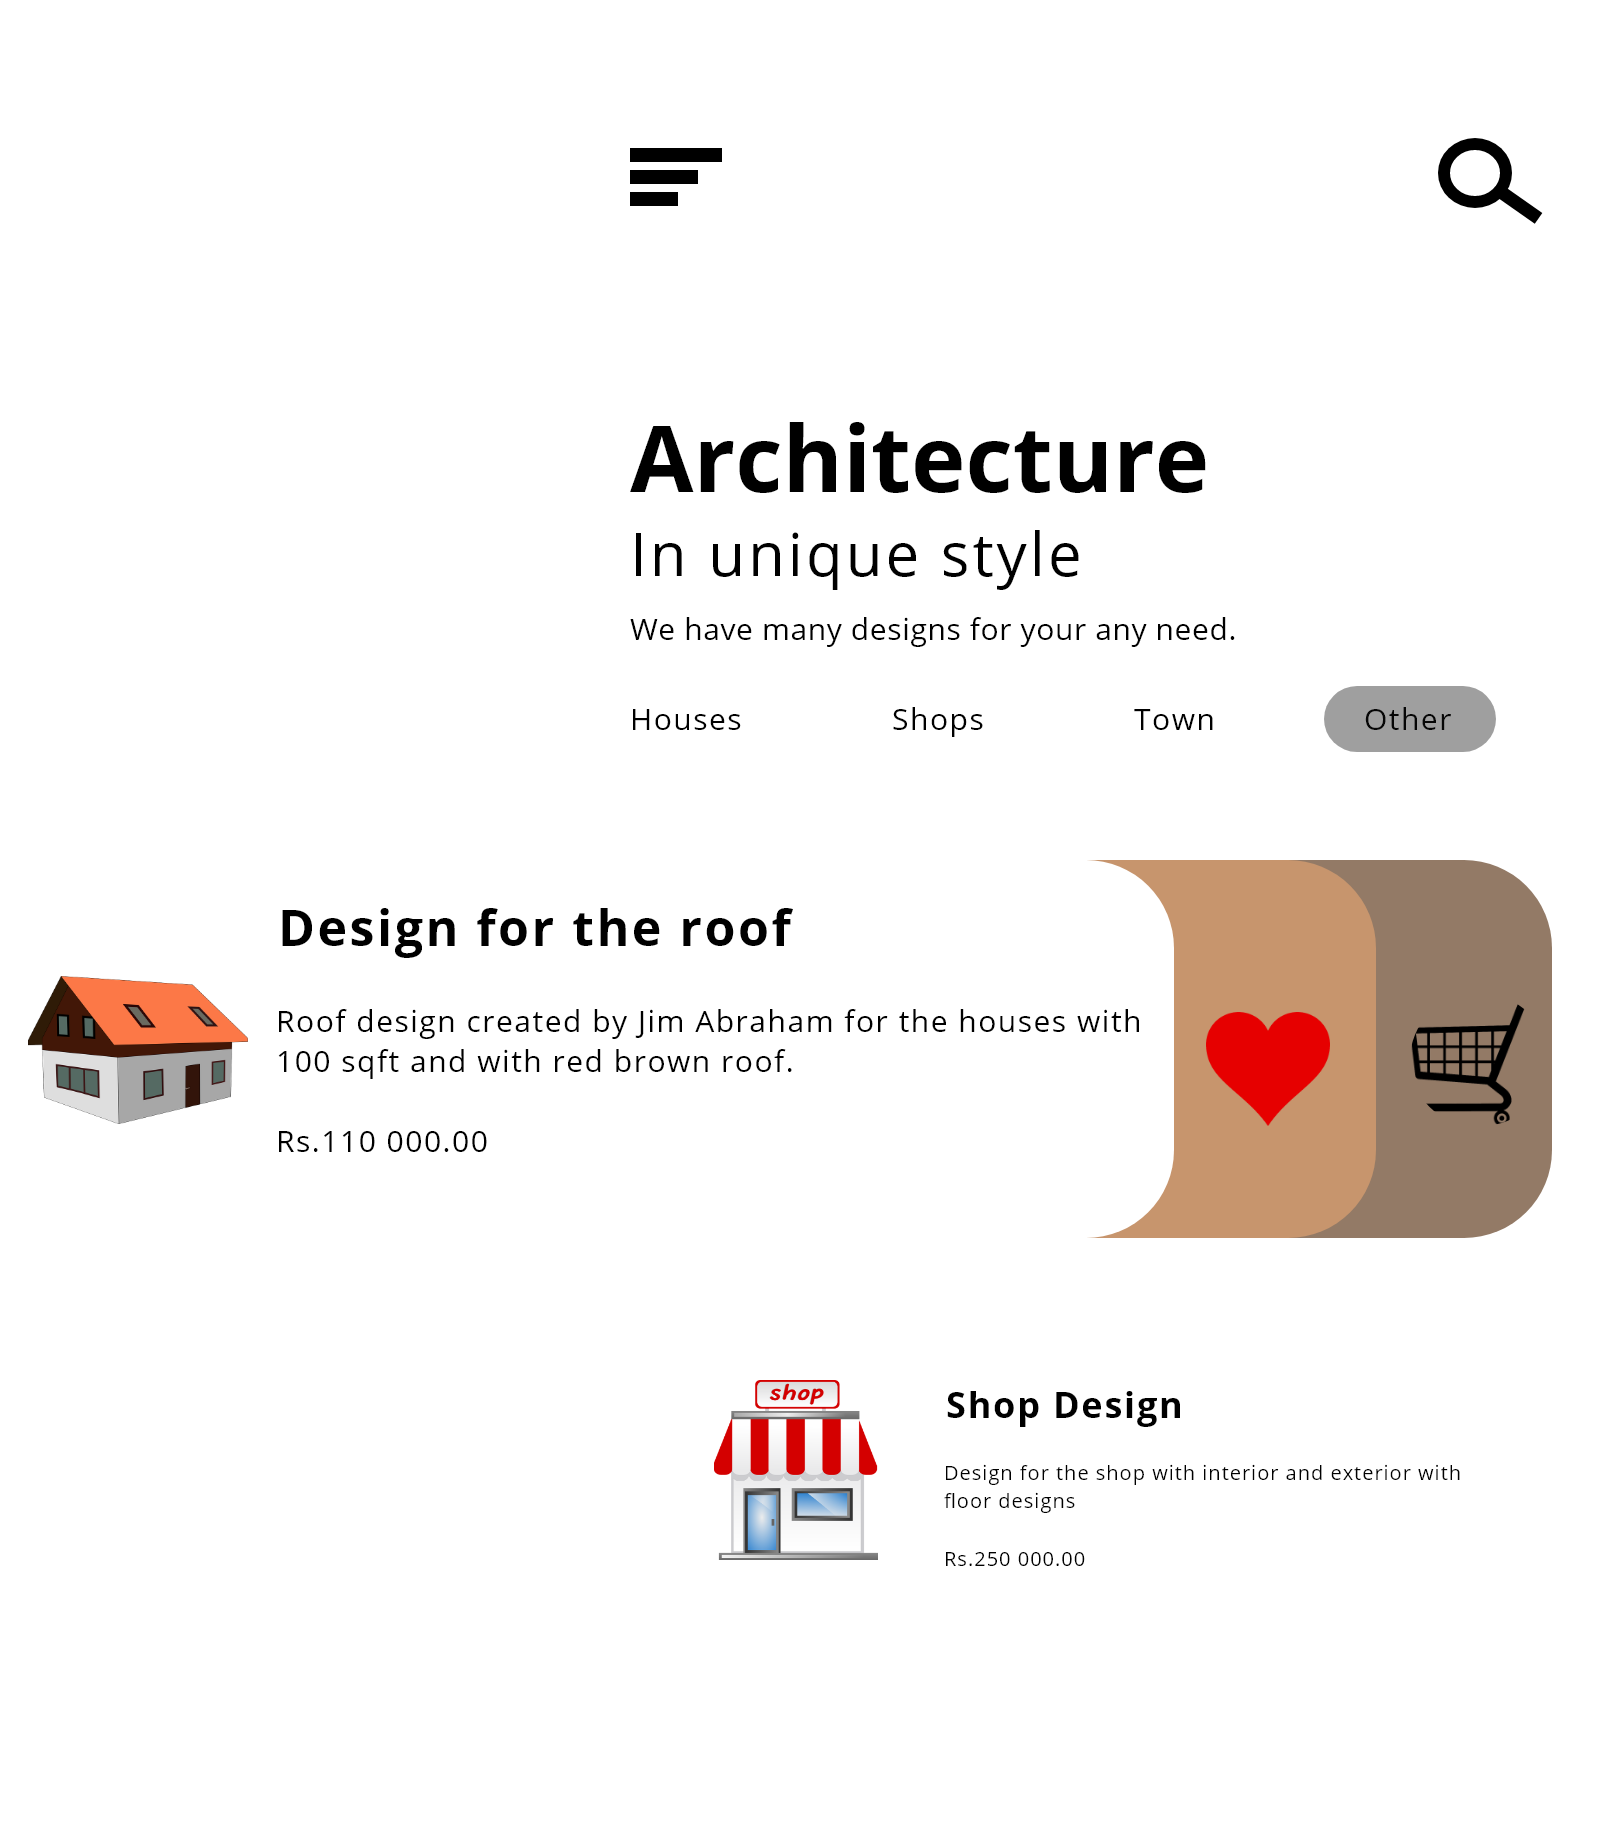 Architecture
In unique style
We have many designs for your any need.
Houses Shops Town Other
Design for the roof
Roof design created by Jim Abraham for the houses with
100 sqft and with red brown roof.
Rs.110 000.00
shop
Shop Design
Design for the shop with interior and exterior with
floor designs
Rs.250 000.00